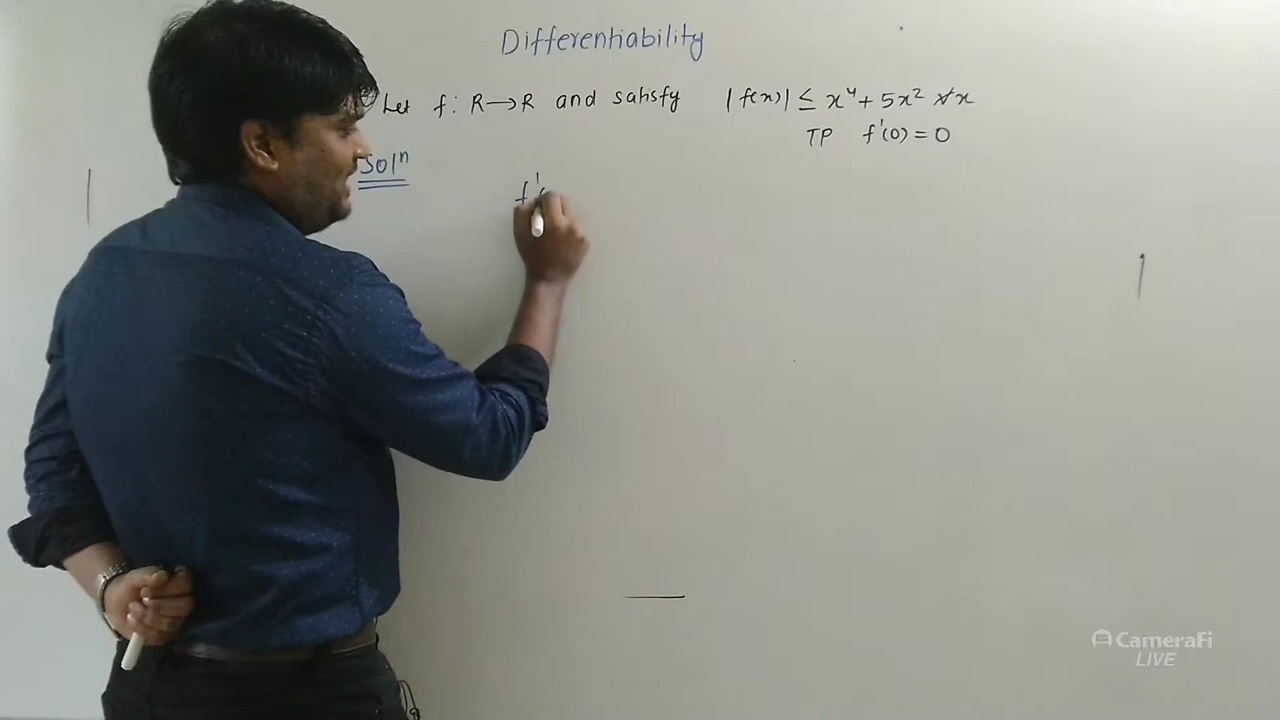 Differentiability
Let f: R→R and satisfy |f(x)| ≤ x⁴ + 5x² ∀x
TP f'(0) = 0
Solⁿ
f'(
CameraFi
LIVE